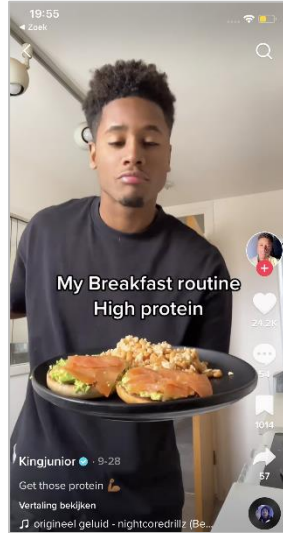 19:55
Zoek
My Breakfast routine
High protein
24.2K
54
1014
Kingjunior · 9-28
57
Get those protein 💪
Vertaling bekijken
origineel geluid - nightcoredrillz (Be...